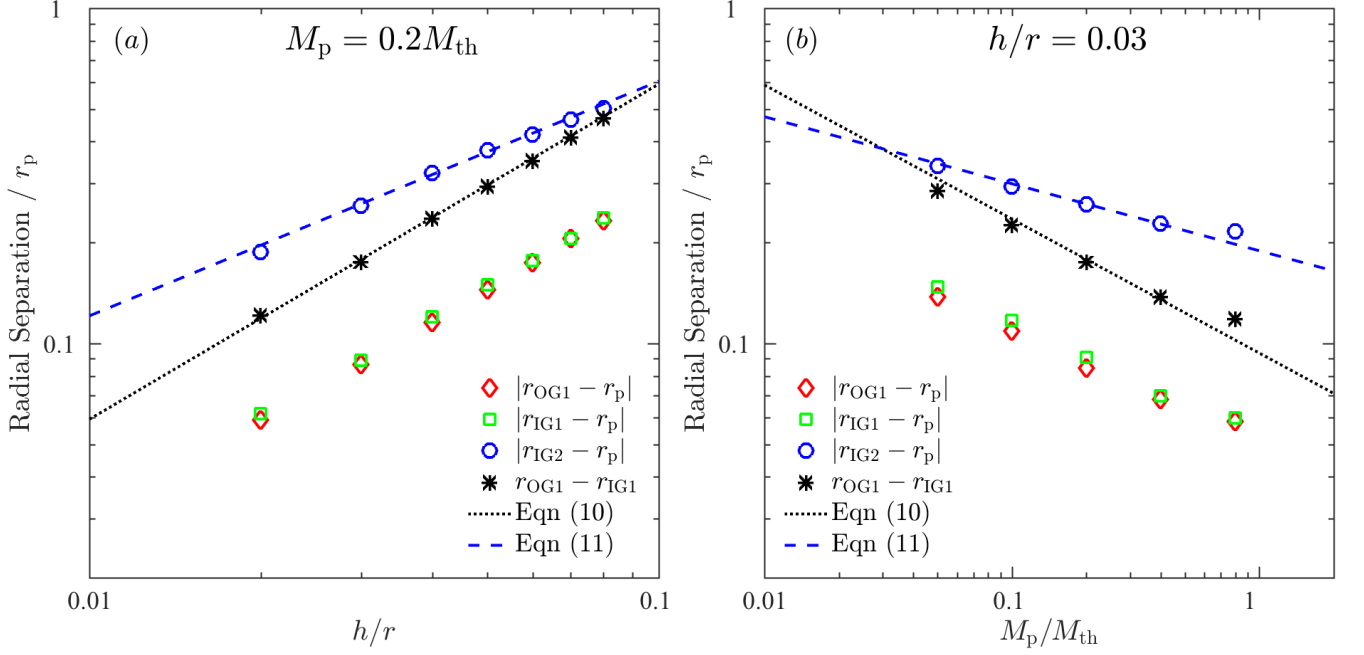 (a) M_p = 0.2M_th
Radial Separation / r_p
1
0.1
0.01
0.1
h/r
|r_OG1 − r_p|
|r_IG1 − r_p|
|r_IG2 − r_p|
r_OG1 − r_IG1
Eqn (10)
Eqn (11)
(b) h/r = 0.03
Radial Separation / r_p
1
0.1
0.01
0.1
1
M_p/M_th
|r_OG1 − r_p|
|r_IG1 − r_p|
|r_IG2 − r_p|
r_OG1 − r_IG1
Eqn (10)
Eqn (11)